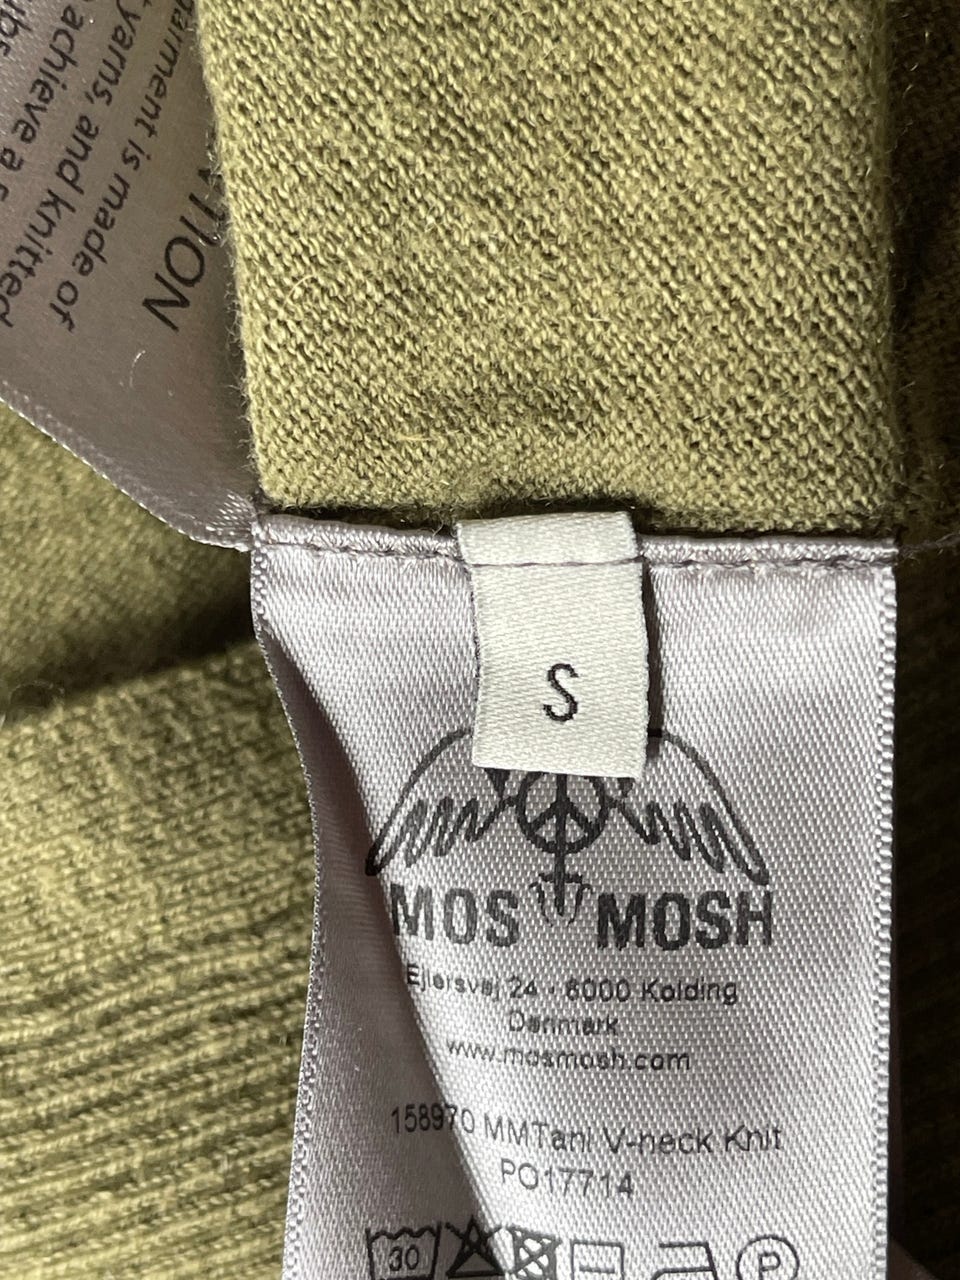 TION
garment is made of
yarns, and knitted
achieve a
S
MOS MOSH
Ejlersvej 24 - 6000 Kolding
Denmark
www.mosmosh.com
158970 MMTani V-neck Knit
PO17714
30
P